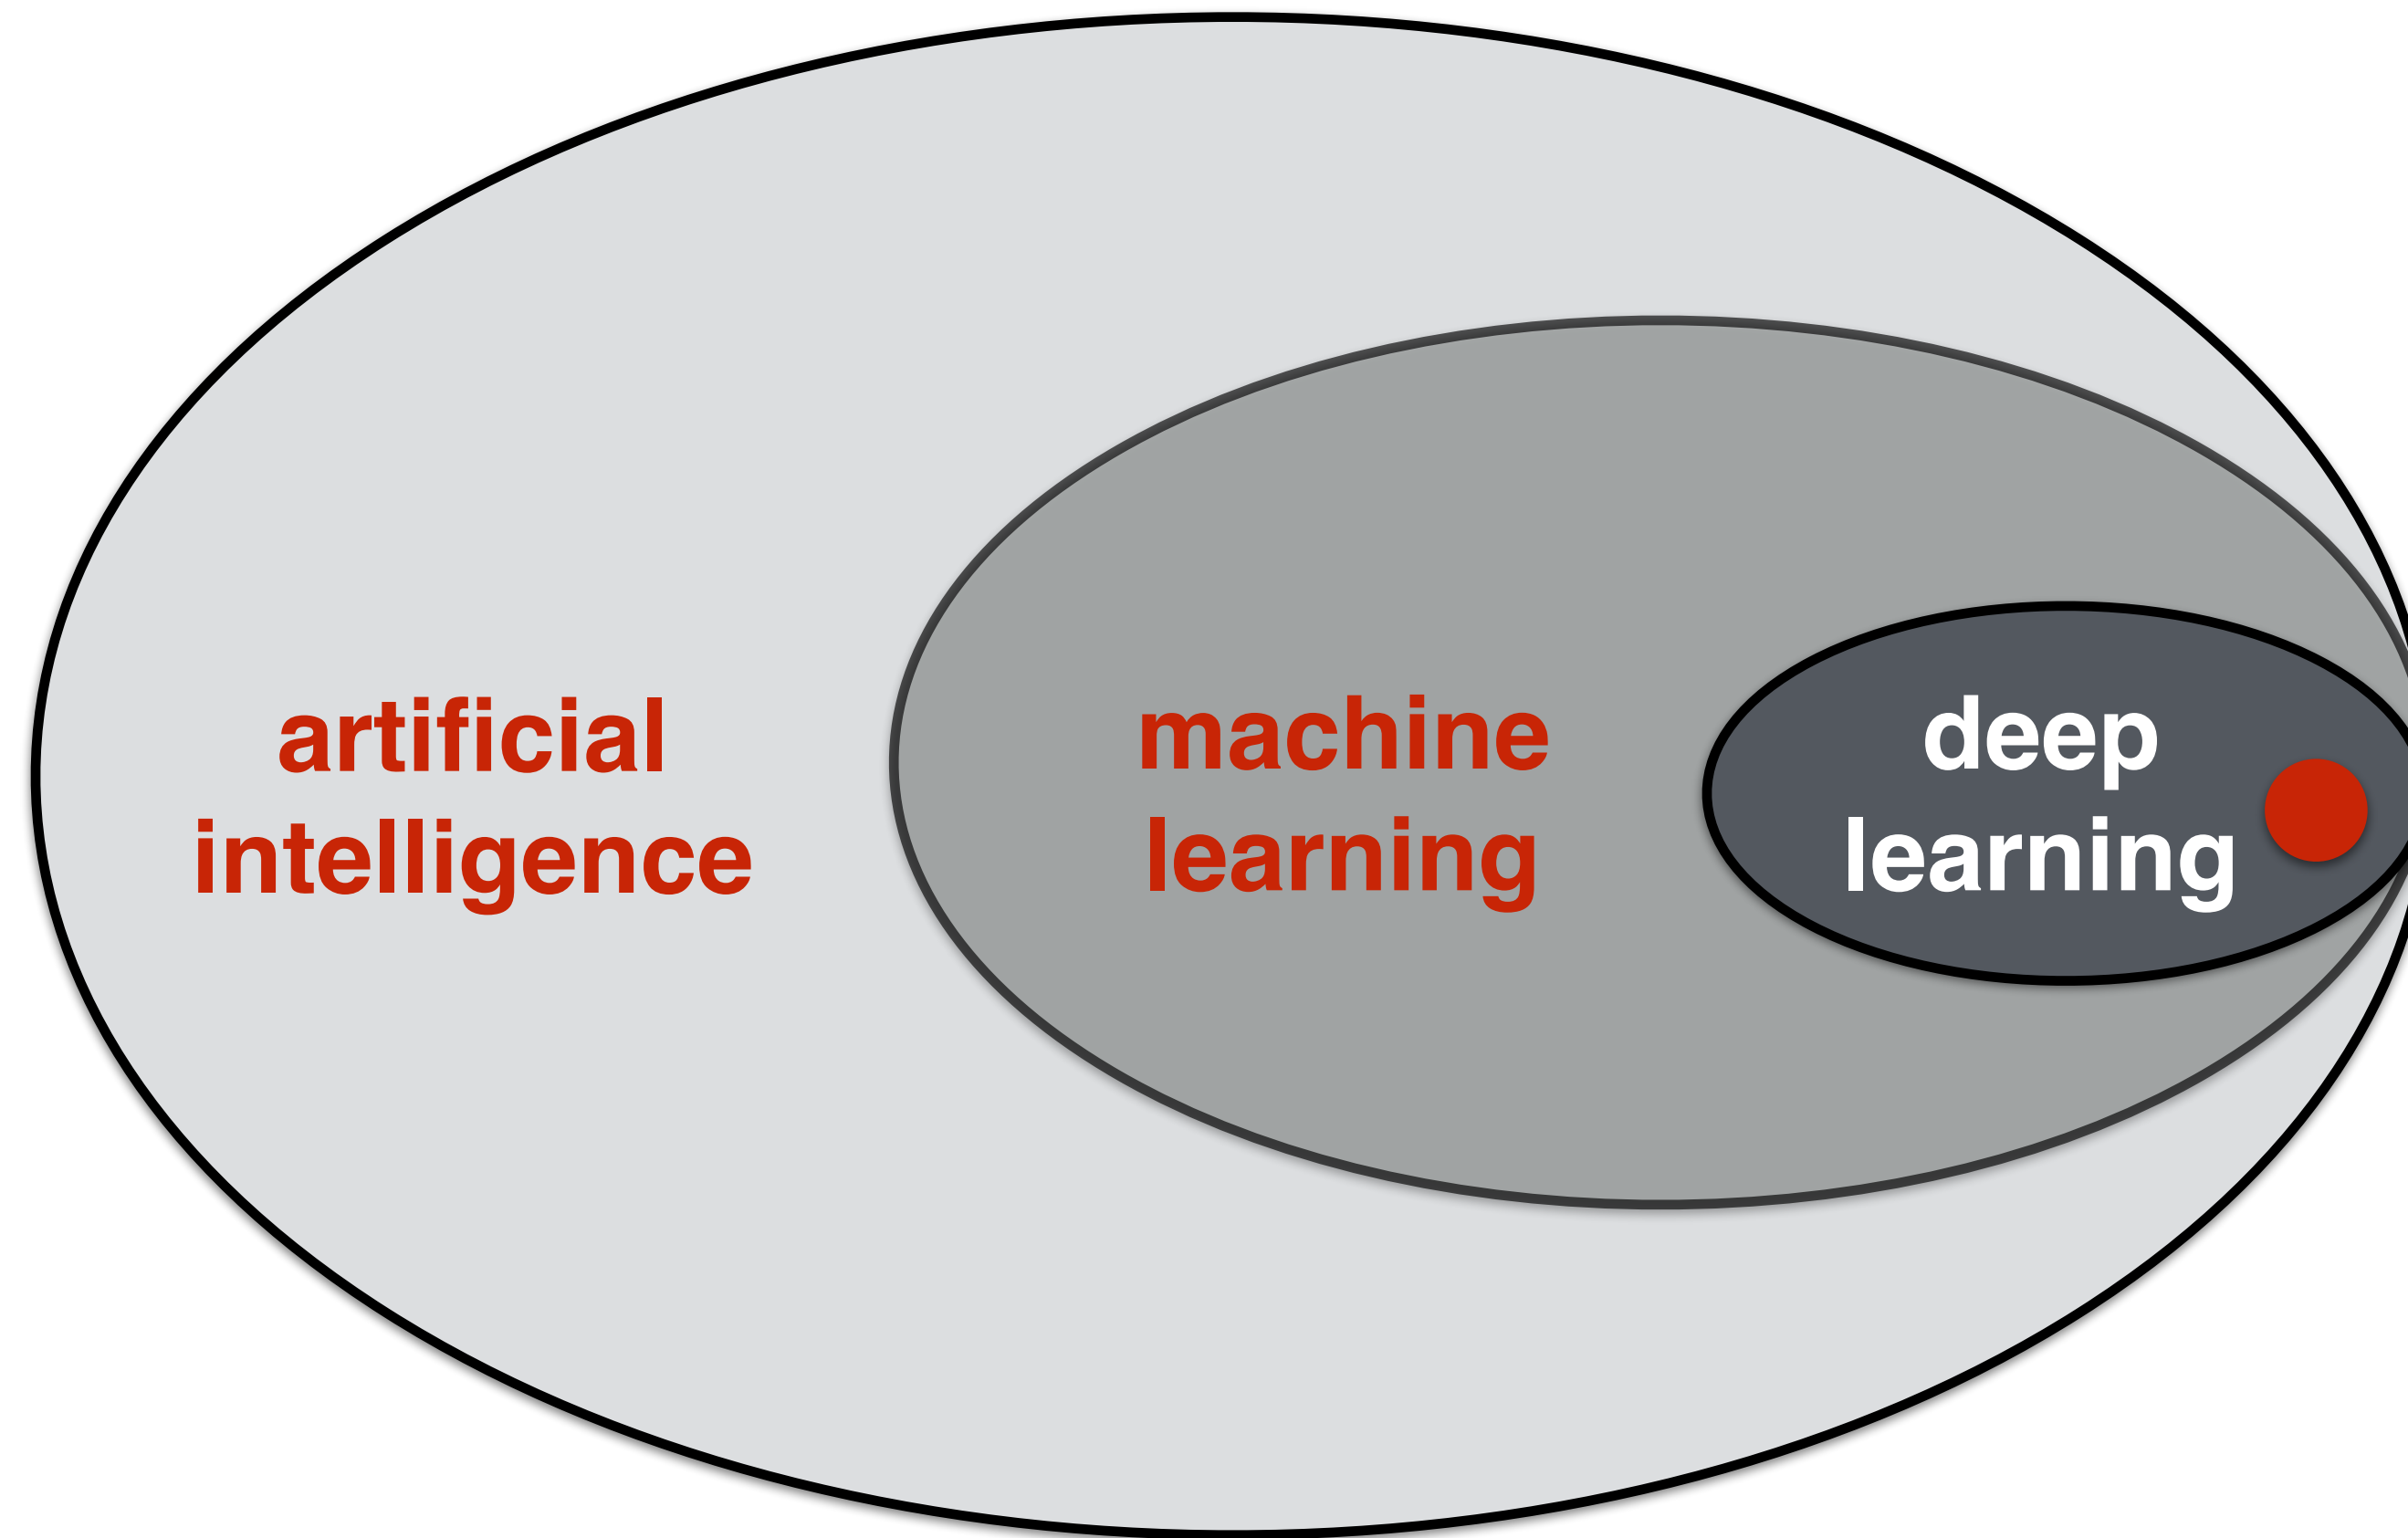 artificial
intelligence
machine
learning
deep
learning